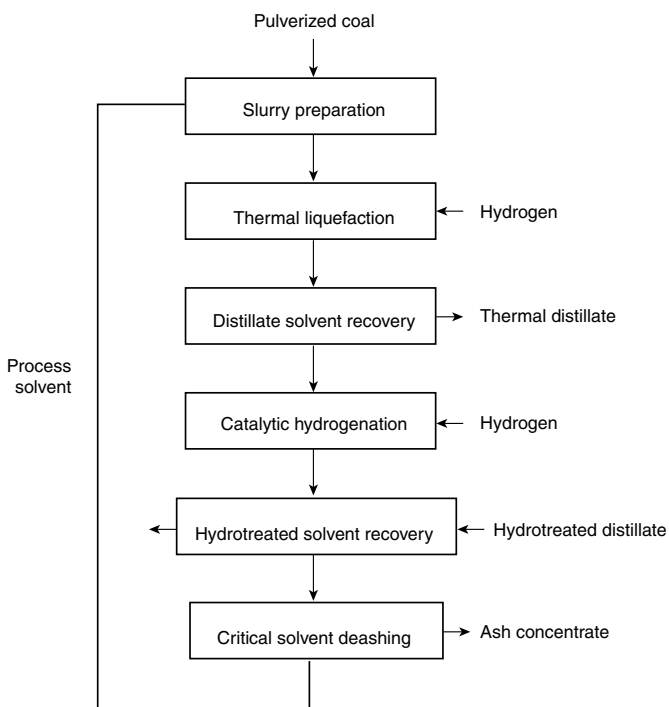 Pulverized coal
Slurry preparation
Thermal liquefaction
Hydrogen
Distillate solvent recovery
Thermal distillate
Process
solvent
Catalytic hydrogenation
Hydrogen
Hydrotreated solvent recovery
Hydrotreated distillate
Critical solvent deashing
Ash concentrate